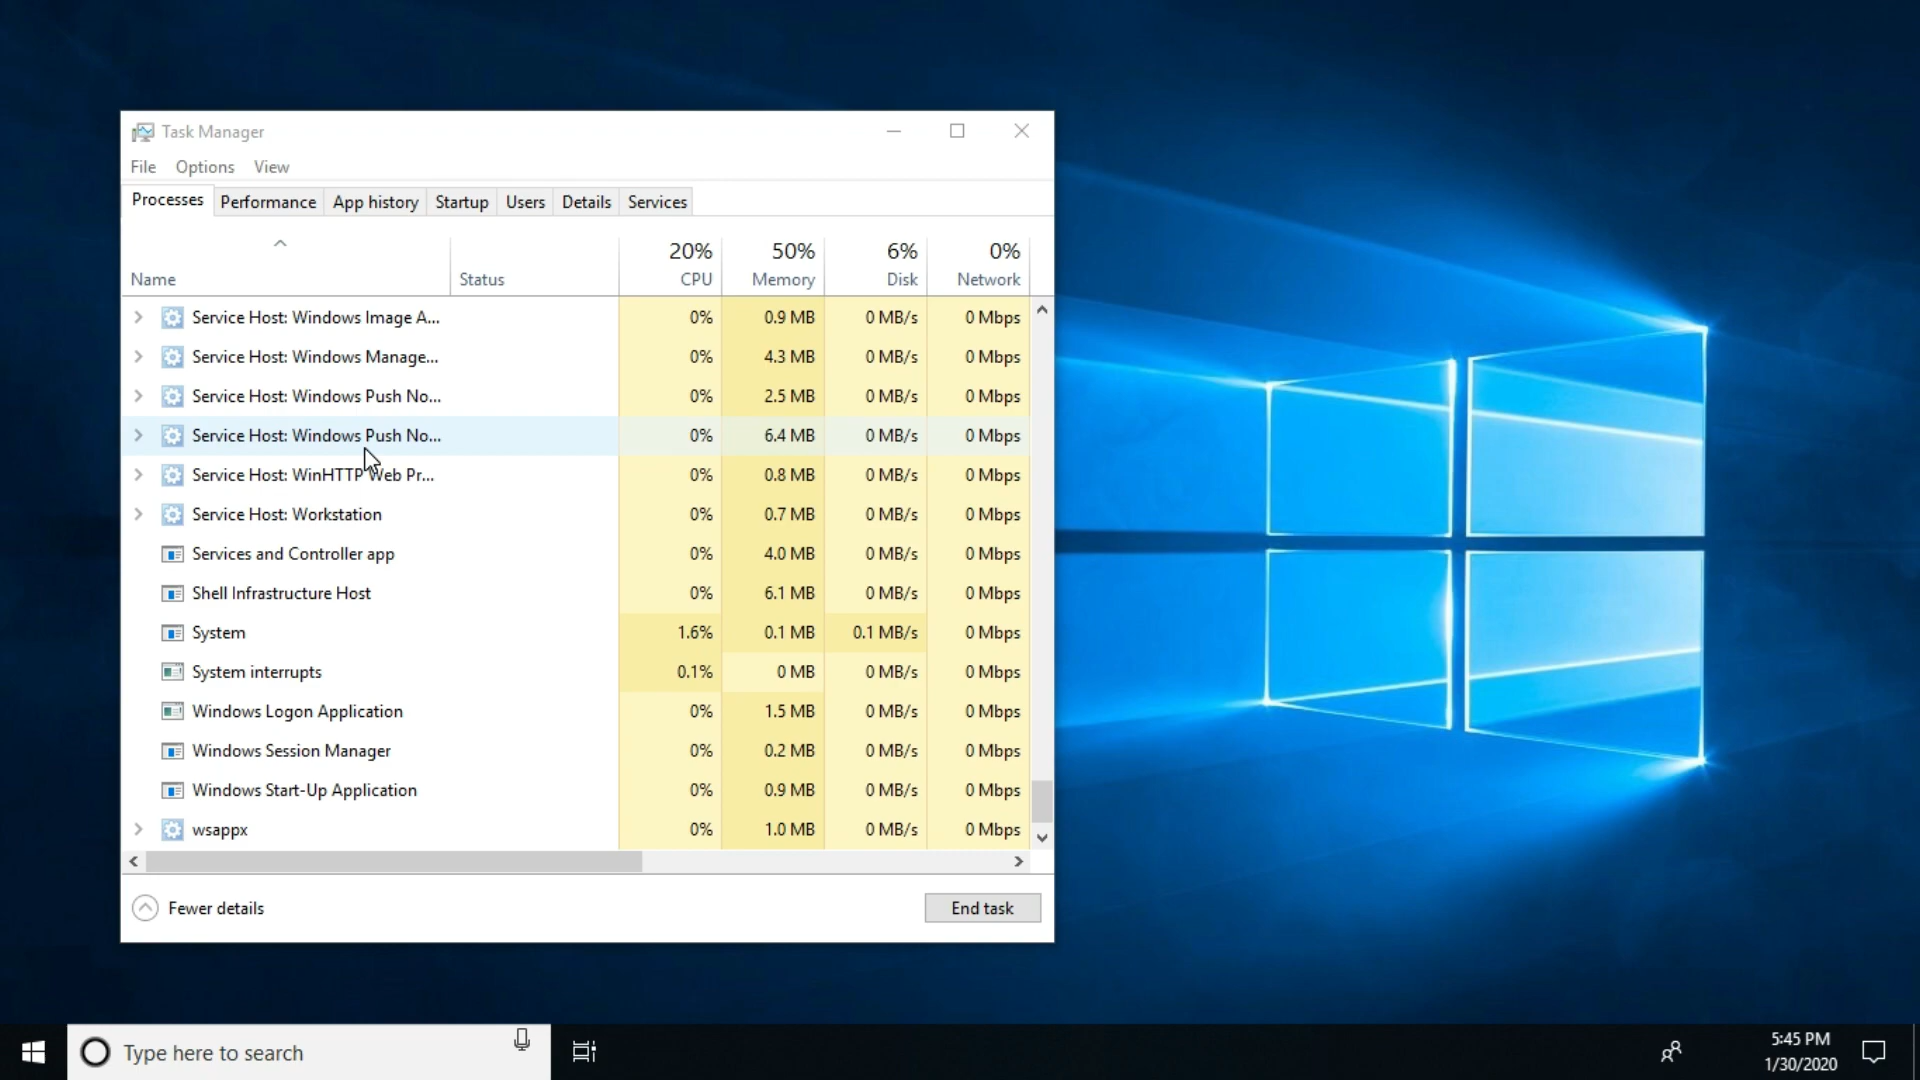 Task Manager
File Options View
Processes Performance App history Startup Users Details Services
20% 50% 6% 0%
Name Status CPU Memory Disk Network
Service Host: Windows Image A... 0% 0.9 MB 0 MB/s 0 Mbps
Service Host: Windows Manage... 0% 4.3 MB 0 MB/s 0 Mbps
Service Host: Windows Push No... 0% 2.5 MB 0 MB/s 0 Mbps
Service Host: Windows Push No... 0% 6.4 MB 0 MB/s 0 Mbps
Service Host: WinHTTP Web Pr... 0% 0.8 MB 0 MB/s 0 Mbps
Service Host: Workstation 0% 0.7 MB 0 MB/s 0 Mbps
Services and Controller app 0% 4.0 MB 0 MB/s 0 Mbps
Shell Infrastructure Host 0% 6.1 MB 0 MB/s 0 Mbps
System 1.6% 0.1 MB 0.1 MB/s 0 Mbps
System interrupts 0.1% 0 MB 0 MB/s 0 Mbps
Windows Logon Application 0% 1.5 MB 0 MB/s 0 Mbps
Windows Session Manager 0% 0.2 MB 0 MB/s 0 Mbps
Windows Start-Up Application 0% 0.9 MB 0 MB/s 0 Mbps
wsappx 0% 1.0 MB 0 MB/s 0 Mbps
Fewer details End task
Type here to search
5:45 PM
1/30/2020